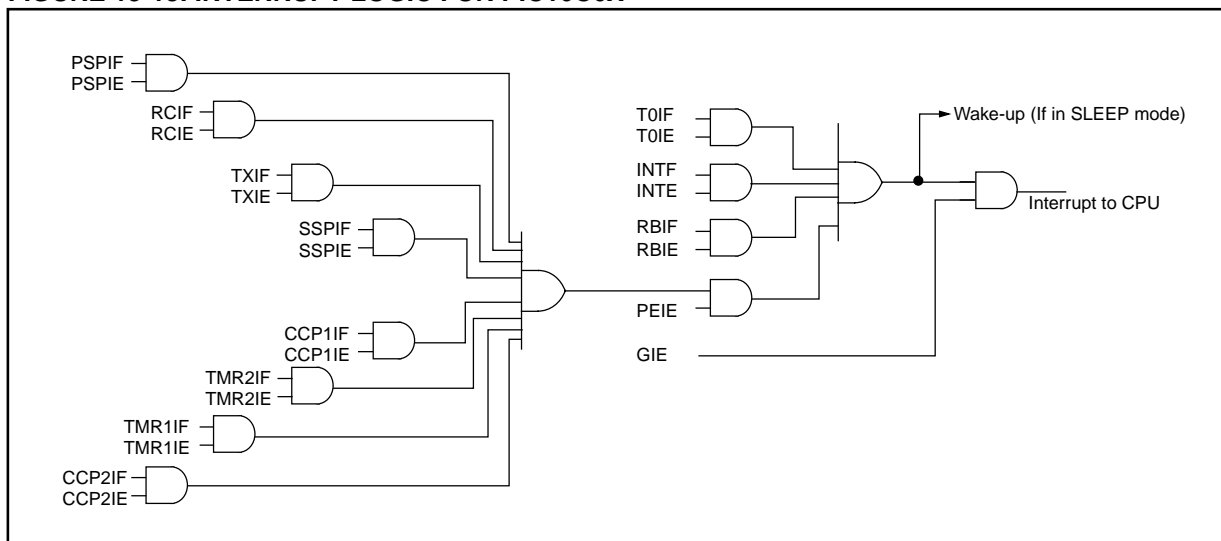 PSPIF
PSPIE
RCIF
RCIE
TXIF
TXIE
SSPIF
SSPIE
CCP1IF
CCP1IE
TMR2IF
TMR2IE
TMR1IF
TMR1IE
CCP2IF
CCP2IE
T0IF
T0IE
INTF
INTE
RBIF
RBIE
PEIE
GIE
Wake-up (If in SLEEP mode)
Interrupt to CPU